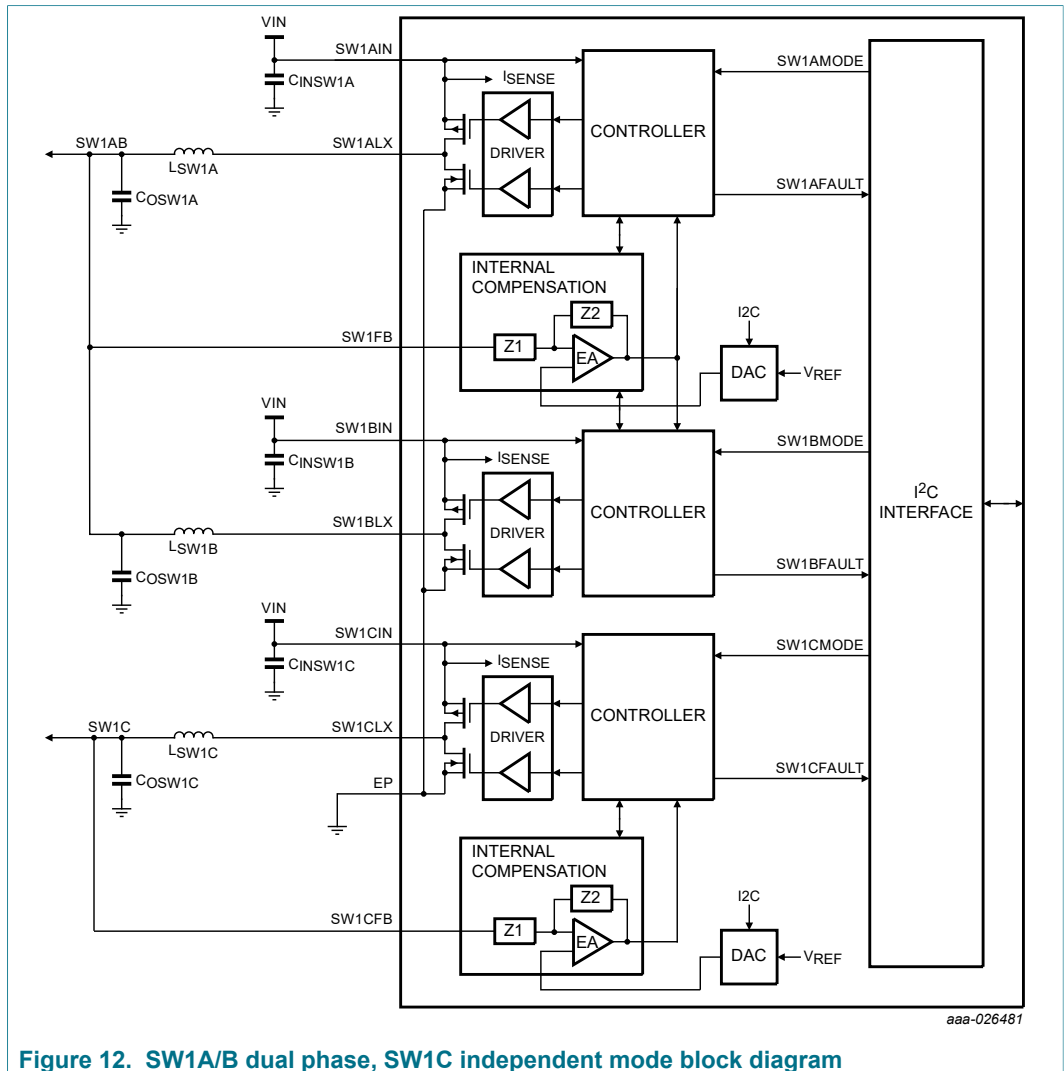 VIN
SW1AIN
CINSW1A
ISENSE
CONTROLLER
SW1AMODE
SW1AB
LSW1A
SW1ALX
DRIVER
COSW1A
SW1AFAULT
INTERNAL
COMPENSATION
Z2
I2C
SW1FB
Z1
EA
DAC
VREF
VIN
SW1BIN
CINSW1B
ISENSE
SW1BMODE
I2C
INTERFACE
SW1BLX
LSW1B
DRIVER
CONTROLLER
COSW1B
SW1BFAULT
VIN
SW1CIN
CINSW1C
ISENSE
SW1CMODE
CONTROLLER
SW1C
LSW1C
SW1CLX
DRIVER
COSW1C
EP
SW1CFAULT
INTERNAL
COMPENSATION
Z2
I2C
SW1CFB
Z1
EA
DAC
VREF
aaa-026481
Figure 12. SW1A/B dual phase, SW1C independent mode block diagram